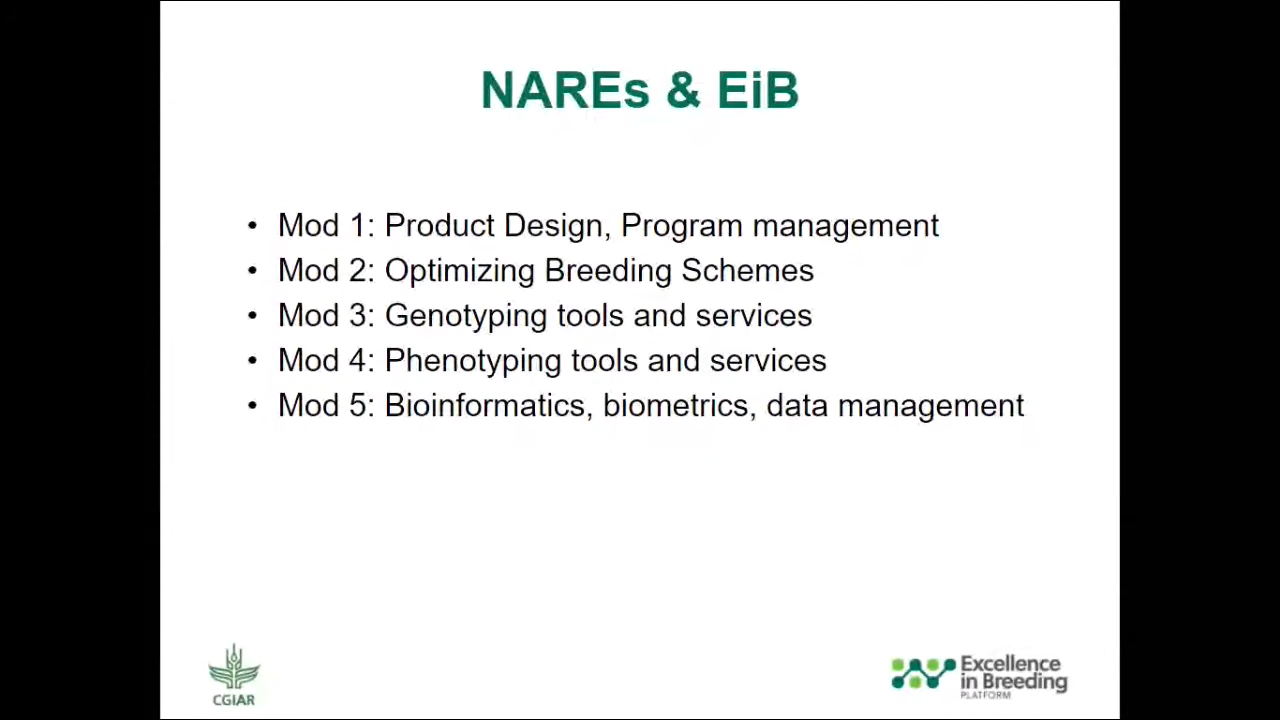 NAREs & EiB
• Mod 1: Product Design, Program management
• Mod 2: Optimizing Breeding Schemes
• Mod 3: Genotyping tools and services
• Mod 4: Phenotyping tools and services
• Mod 5: Bioinformatics, biometrics, data management
CGIAR
Excellence
in Breeding
PLATFORM